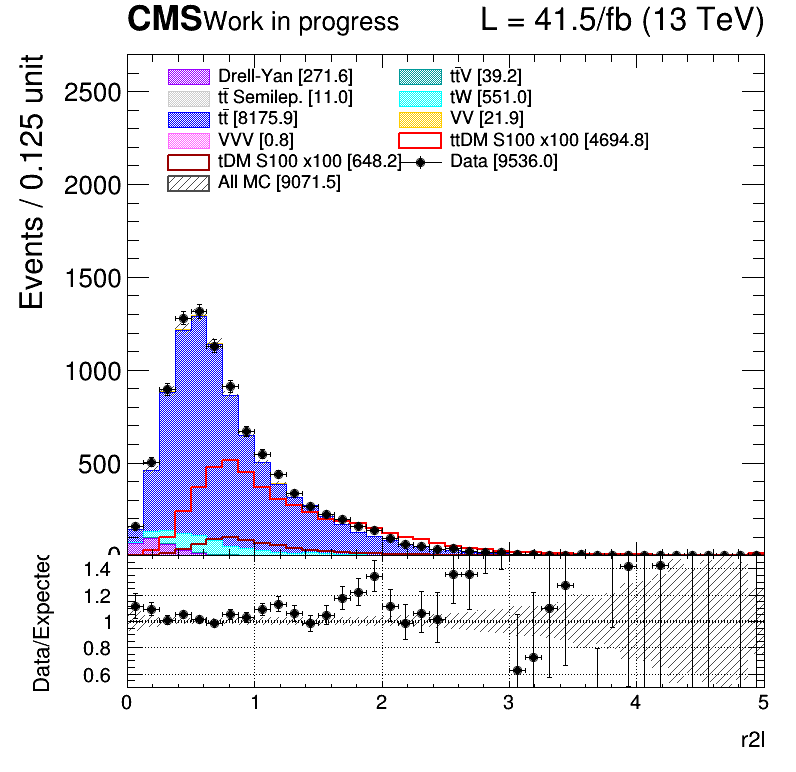 CMS Work in progress L = 41.5/fb (13 TeV)
Events / 0.125 unit
2500
2000
1500
1000
500
0
Drell-Yan [271.6]
tt̄V [39.2]
tt̄ Semilep. [11.0]
tW [551.0]
tt̄ [8175.9]
VV [21.9]
VVV [0.8]
ttDM S100 x100 [4694.8]
tDM S100 x100 [648.2]
Data [9536.0]
All MC [9071.5]
Data/Expected
1.4
1.2
1
0.8
0.6
0 1 2 3 4 5
r2l